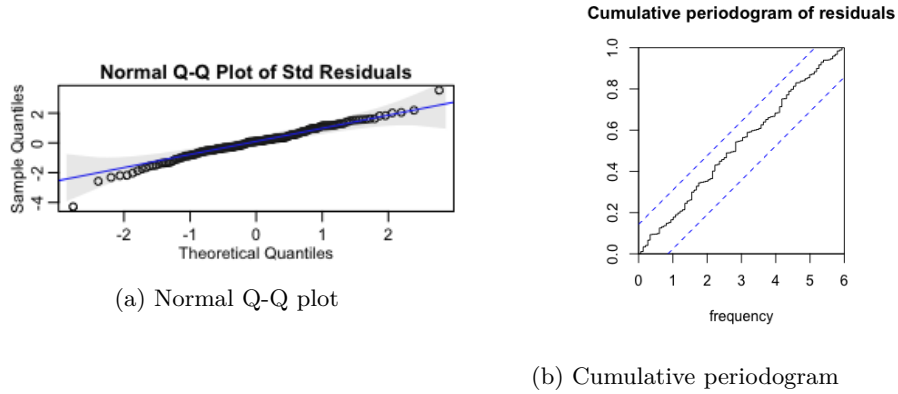 Normal Q-Q Plot of Std Residuals
Sample Quantiles
2
0
-2
-4
-2 -1 0 1 2
Theoretical Quantiles
(a) Normal Q-Q plot
Cumulative periodogram of residuals
1.0
0.8
0.6
0.4
0.2
0.0
0 1 2 3 4 5 6
frequency
(b) Cumulative periodogram